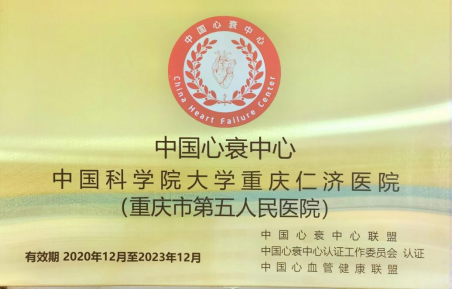 中国心衰中心
China Heart Failure Center
中国心衰中心
中国科学院大学重庆仁济医院
（重庆市第五人民医院）
中国心衰中心联盟
中国心衰中心认证工作委员会 认证
中国心血管健康联盟
有效期 2020年12月至2023年12月